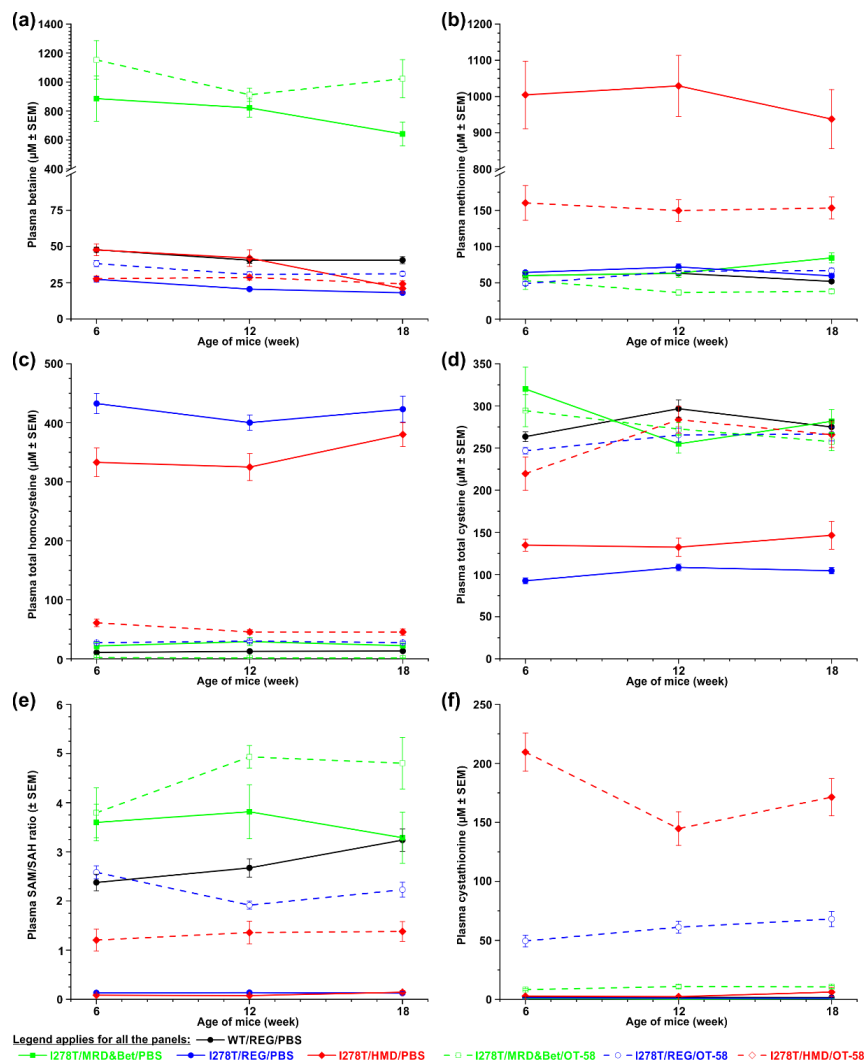 (a)
1400
1200
1000
800
600
400
75
50
25
0
Plasma betaine (µM ± SEM)
6 12 18
Age of mice (week)
(b)
1200
1100
1000
900
800
150
100
50
0
Plasma methionine (µM ± SEM)
6 12 18
Age of mice (week)
(c)
500
400
300
200
100
0
Plasma total homocysteine (µM ± SEM)
6 12 18
Age of mice (week)
(d)
350
300
250
200
150
100
50
0
Plasma total cysteine (µM ± SEM)
6 12 18
Age of mice (week)
(e)
6
5
4
3
2
1
0
Plasma SAM/SAH ratio (± SEM)
6 12 18
Age of mice (week)
(f)
250
200
150
100
50
0
Plasma cystathionine (µM ± SEM)
6 12 18
Age of mice (week)
Legend applies for all the panels: WT/REG/PBS
I278T/MRD&Bet/PBS I278T/REG/PBS I278T/HMD/PBS I278T/MRD&Bet/OT-58 I278T/REG/OT-58 I278T/HMD/OT-58